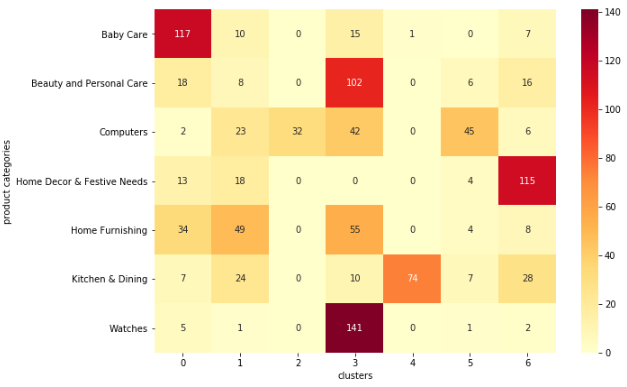 product categories
Baby Care 117 10 0 15 1 0 7
Beauty and Personal Care 18 8 0 102 0 6 16
Computers 2 23 32 42 0 45 6
Home Decor & Festive Needs 13 18 0 0 0 4 115
Home Furnishing 34 49 0 55 0 4 8
Kitchen & Dining 7 24 0 10 74 7 28
Watches 5 1 0 141 0 1 2
0 1 2 3 4 5 6
clusters
140
120
100
80
60
40
20
0